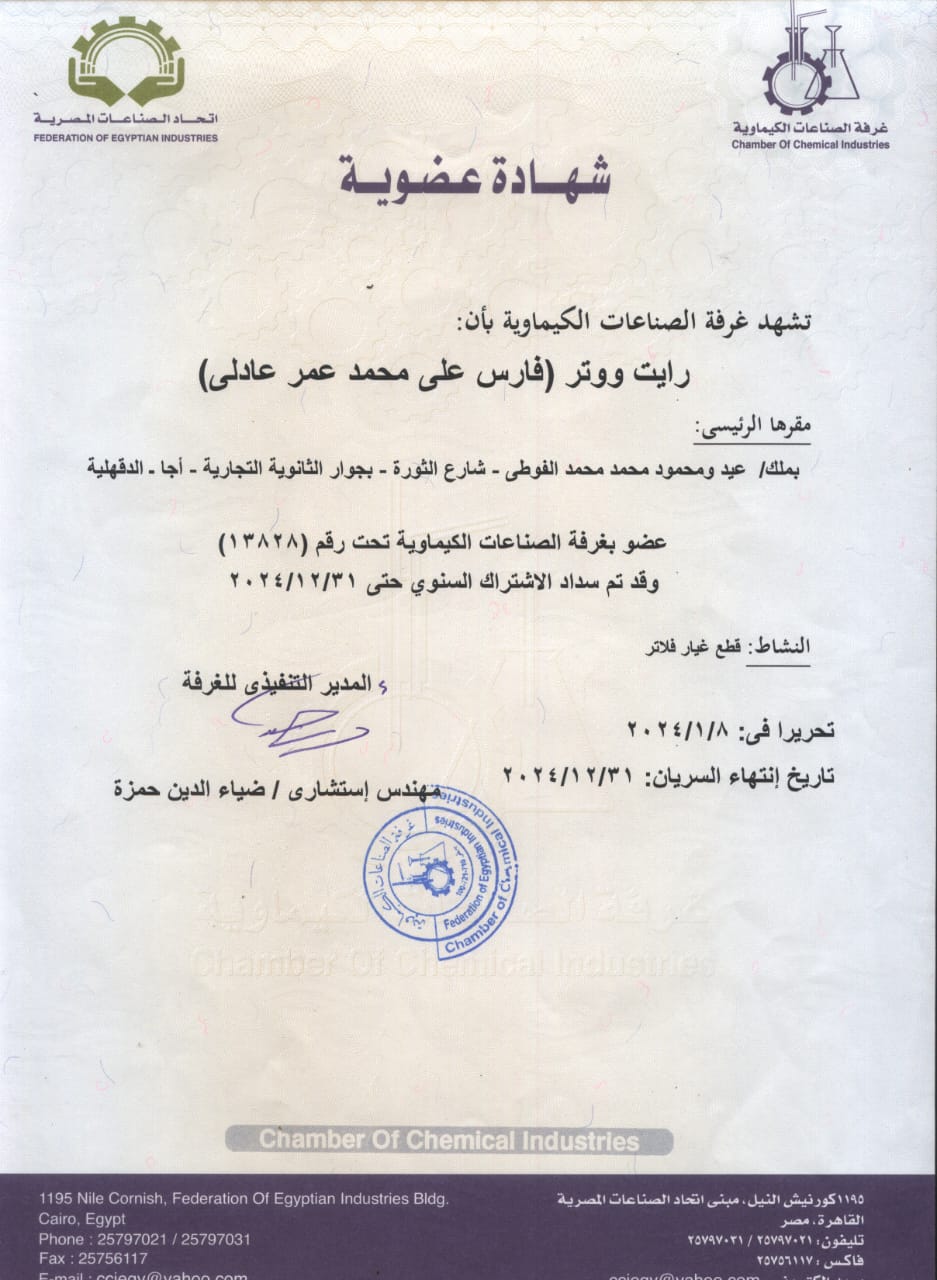 اتحاد الصناعات المصرية
FEDERATION OF EGYPTIAN INDUSTRIES
غرفة الصناعات الكيماوية
Chamber Of Chemical Industries
شهادة عضوية
تشهد غرفة الصناعات الكيماوية بأن:
رايت ووتر (فارس على محمد عمر عادلى)
مقرها الرئيسى:
بملك/ عيد ومحمود محمد محمد الفوطى - شارع الثورة - بجوار الثانوية التجارية - أجا - الدقهلية
عضو بغرفة الصناعات الكيماوية تحت رقم (١٣٨٢٨)
وقد تم سداد الاشتراك السنوي حتى ٢٠٢٤/١٢/٣١
النشاط: قطع غيار فلاتر
المدير التنفيذى للغرفة
تحريرا فى: ٢٠٢٤/١/٨
تاريخ إنتهاء السريان: ٢٠٢٤/١٢/٣١
مهندس إستشارى / ضياء الدين حمزة
غرفة الصناعات الكيماوية
Federation of Egyptian Industries
Chamber of Chemical Industries
غرفة الصناعات الكيماوية
Chamber Of Chemical Industries
Chamber Of Chemical Industries
١١٩٥ كورنيش النيل، مبنى اتحاد الصناعات المصرية
القاهرة، مصر
تليفون: ٢٥٧٩٧٠٢١ / ٢٥٧٩٧٠٣١
فاكس: ٢٥٧٥٦١١٧
1195 Nile Cornish, Federation Of Egyptian Industries Bldg.
Cairo, Egypt
Phone : 25797021 / 25797031
Fax : 25756117
E-mail : cciegy@yahoo.com